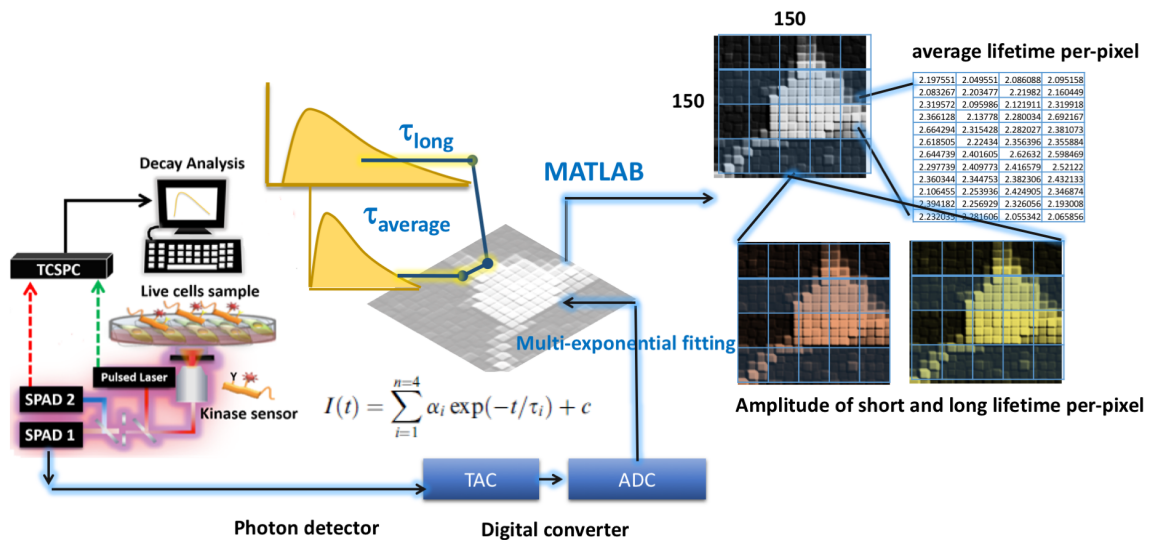 150
150
average lifetime per-pixel
2.197551 2.049551 2.086088 2.095158
2.083267 2.203477 2.21982 2.160449
2.319572 2.095986 2.121911 2.319918
2.366128 2.13778 2.280034 2.692167
2.664294 2.315428 2.282027 2.381073
2.618505 2.22434 2.356396 2.355884
2.644739 2.401605 2.62632 2.598469
2.297739 2.409773 2.416579 2.52122
2.360344 2.344753 2.382306 2.432133
2.106455 2.253936 2.424905 2.346874
2.394182 2.256929 2.326056 2.193008
2.232035 2.281606 2.055342 2.065856
τlong
τaverage
MATLAB
Decay Analysis
TCSPC
Live cells sample
Pulsed Laser
Y
Kinase sensor
SPAD 2
SPAD 1
Multi-exponential fitting
I(t) = ∑_{i=1}^{n=4} α_i exp(−t/τ_i) + c
Amplitude of short and long lifetime per-pixel
TAC
ADC
Photon detector
Digital converter